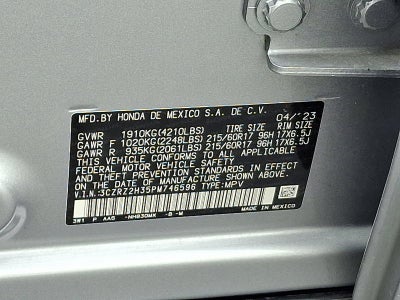 MFD.BY HONDA DE MEXICO S.A. DE C.V. 04/'23
GVWR 1910KG(4210LBS) TIRE SIZE RIM SIZE
GAWR F 1020KG(2248LBS) 215/60R17 96H 17X6.5J
GAWR R 935KG(2061LBS) 215/60R17 96H 17X6.5J
THIS VEHICLE CONFORMS TO ALL APPLICABLE
FEDERAL MOTOR VEHICLE SAFETY AND
THEFT PREVENTION STANDARDS IN EFFECT ON
THE DATE OF MANUFACTURE SHOWN ABOVE.
V.I.N.:3CZRZ2H35PM746596 TYPE:MPV
3W1 P AAG NH830MX -B -M MADE IN MEXICO